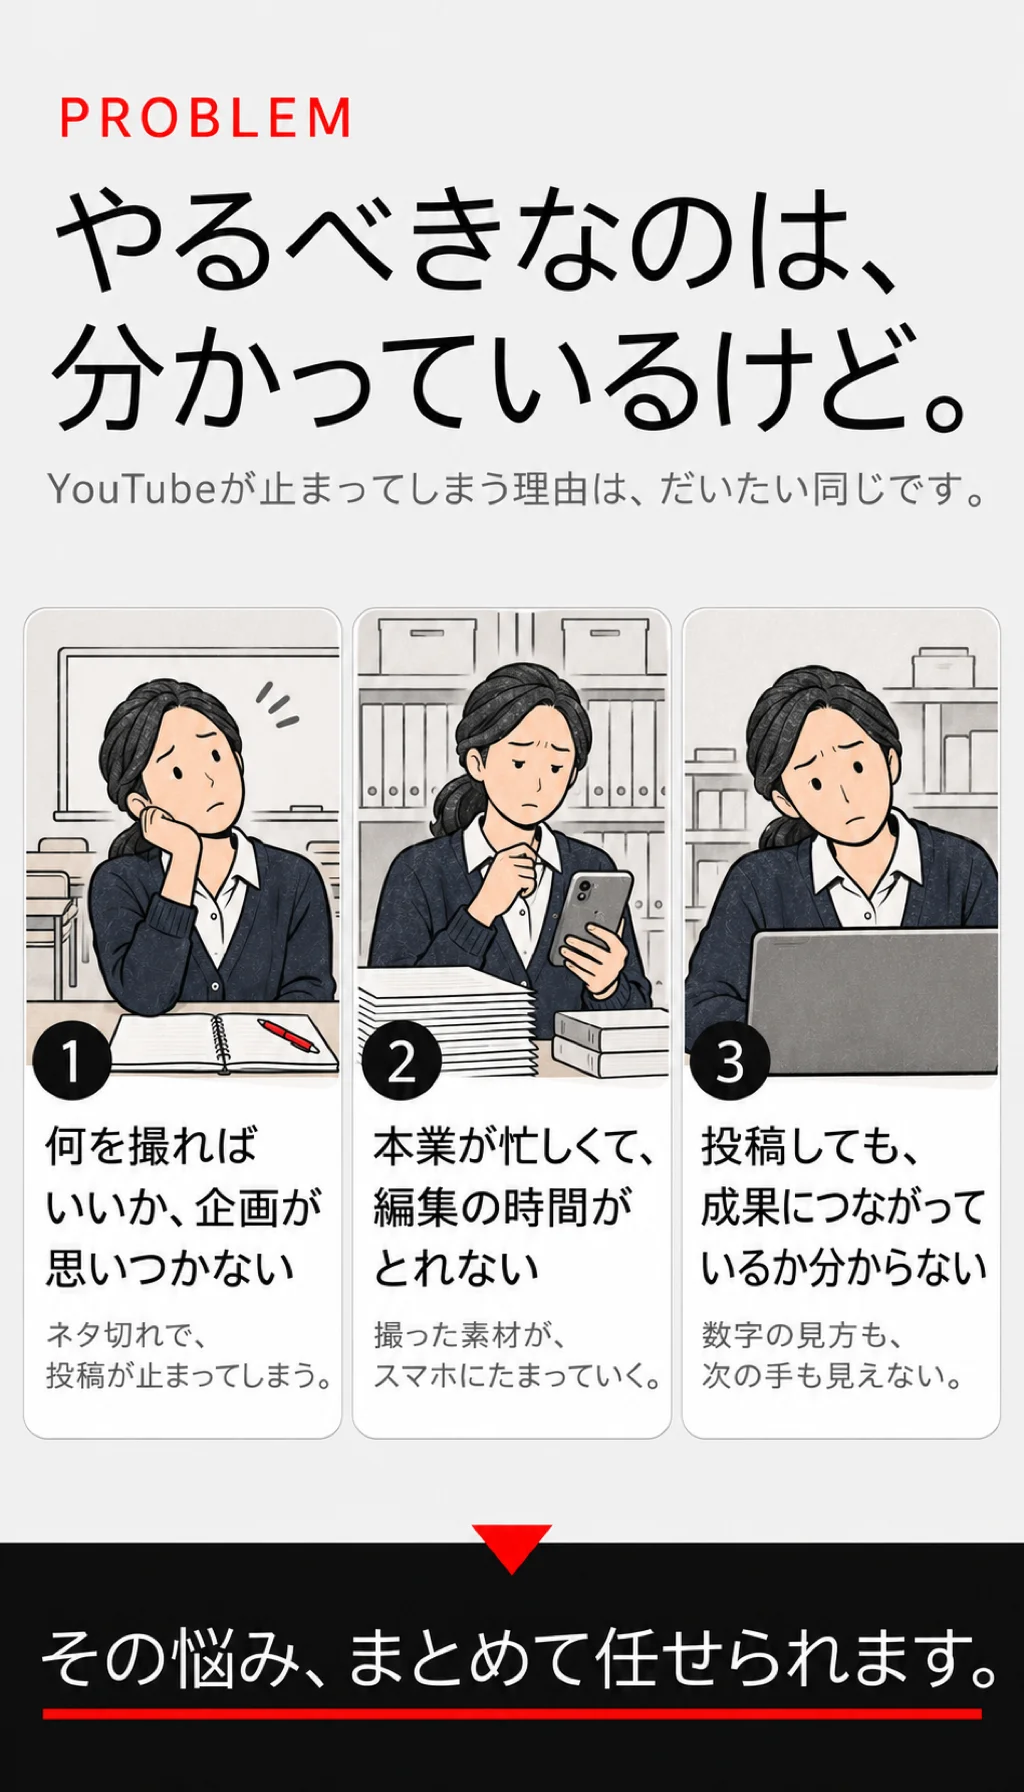 PROBLEM
やるべきなのは、
分かっているけど。
YouTubeが止まってしまう理由は、だいたい同じです。
1
何を撮れば
いいか、企画が
思いつかない
ネタ切れで、
投稿が止まってしまう。
2
本業が忙しくて、
編集の時間が
とれない
撮った素材が、
スマホにたまっていく。
3
投稿しても、
成果につながって
いるか分からない
数字の見方も、
次の手も見えない。
その悩み、まとめて任せられます。